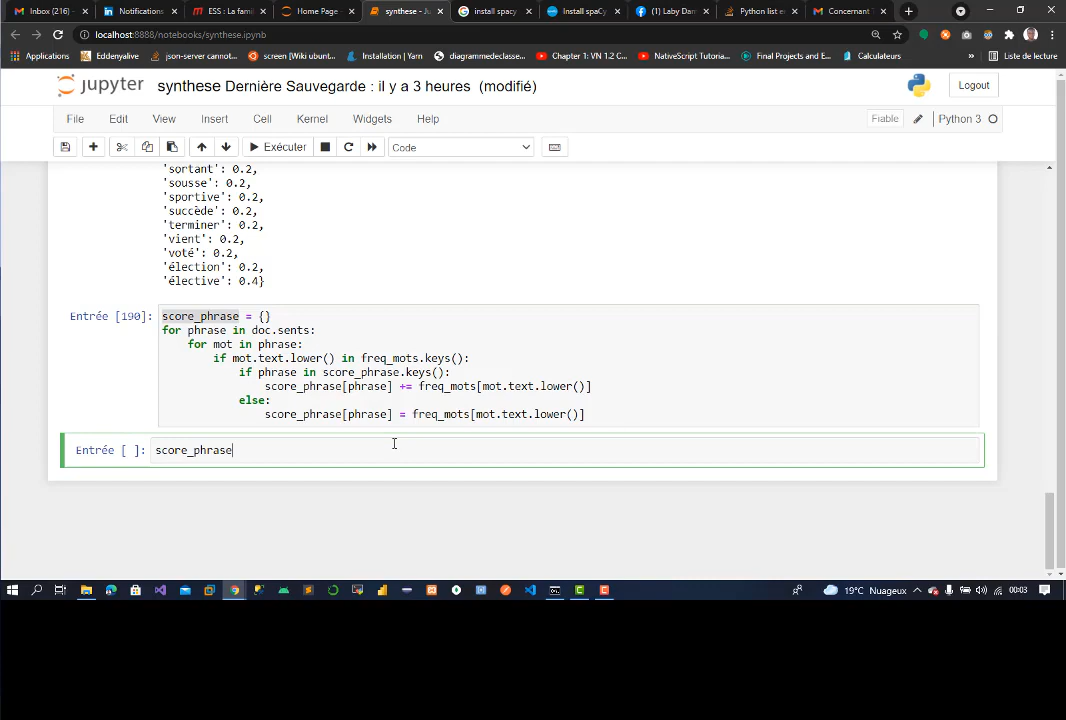 Inbox (216) -
Notifications
ESS : La famil
Home Page -
synthese - Ju
install spacy
Install spaCy
(1) Laby Dam
Python list e
Concernant T
localhost:8888/notebooks/synthese.ipynb
Applications
Eddenyalive
json-server cannot...
screen [Wiki ubunt...
Installation | Yarn
diagrammedeclasse...
Chapter 1: VN 1.2 C...
NativeScript Tutoria...
Final Projects and E...
Calculateurs
»
Liste de lecture
jupyter synthese Dernière Sauvegarde : il y a 3 heures (modifié)
Logout
File Edit View Insert Cell Kernel Widgets Help
Fiable
Python 3
Exécuter
Code
'sortant': 0.2,
'sousse': 0.2,
'sportive': 0.2,
'succède': 0.2,
'terminer': 0.2,
'vient': 0.2,
'voté': 0.2,
'élection': 0.2,
'élective': 0.4}
Entrée [190]: score_phrase = {}
for phrase in doc.sents:
for mot in phrase:
if mot.text.lower() in freq_mots.keys():
if phrase in score_phrase.keys():
score_phrase[phrase] += freq_mots[mot.text.lower()]
else:
score_phrase[phrase] = freq_mots[mot.text.lower()]
Entrée [ ]: score_phrase
19°C Nuageux
00:03